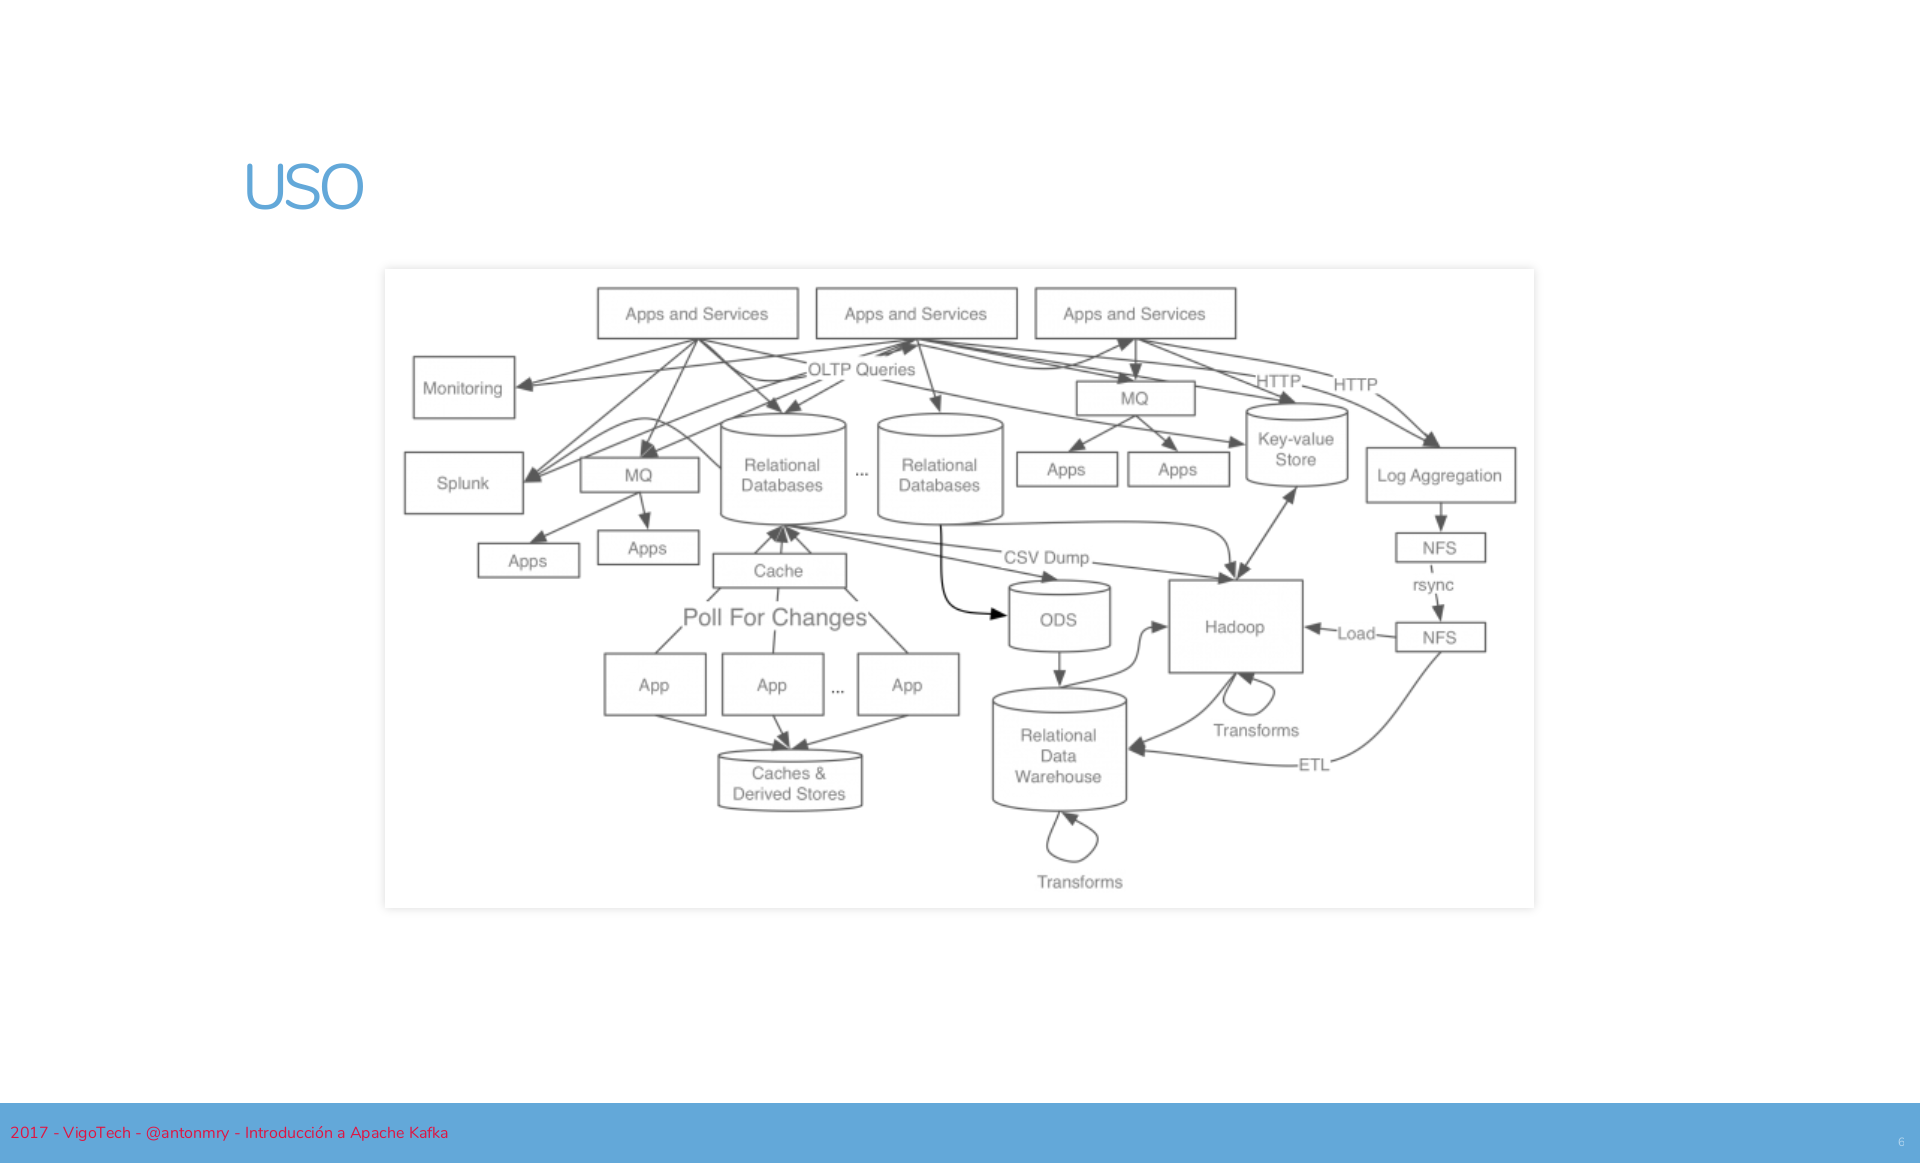 USO
Apps and Services
Apps and Services
Apps and Services
Monitoring
OLTP Queries
HTTP
HTTP
MQ
Splunk
MQ
Relational
Databases
...
Relational
Databases
Apps
Apps
Key-value
Store
Log Aggregation
Apps
Apps
Cache
CSV Dump
NFS
rsync
Poll For Changes
ODS
Hadoop
Load
NFS
App
App
...
App
Transforms
Relational
Data
Warehouse
ETL
Caches &
Derived Stores
Transforms
2017 - VigoTech - @antonmry - Introducción a Apache Kafka
6